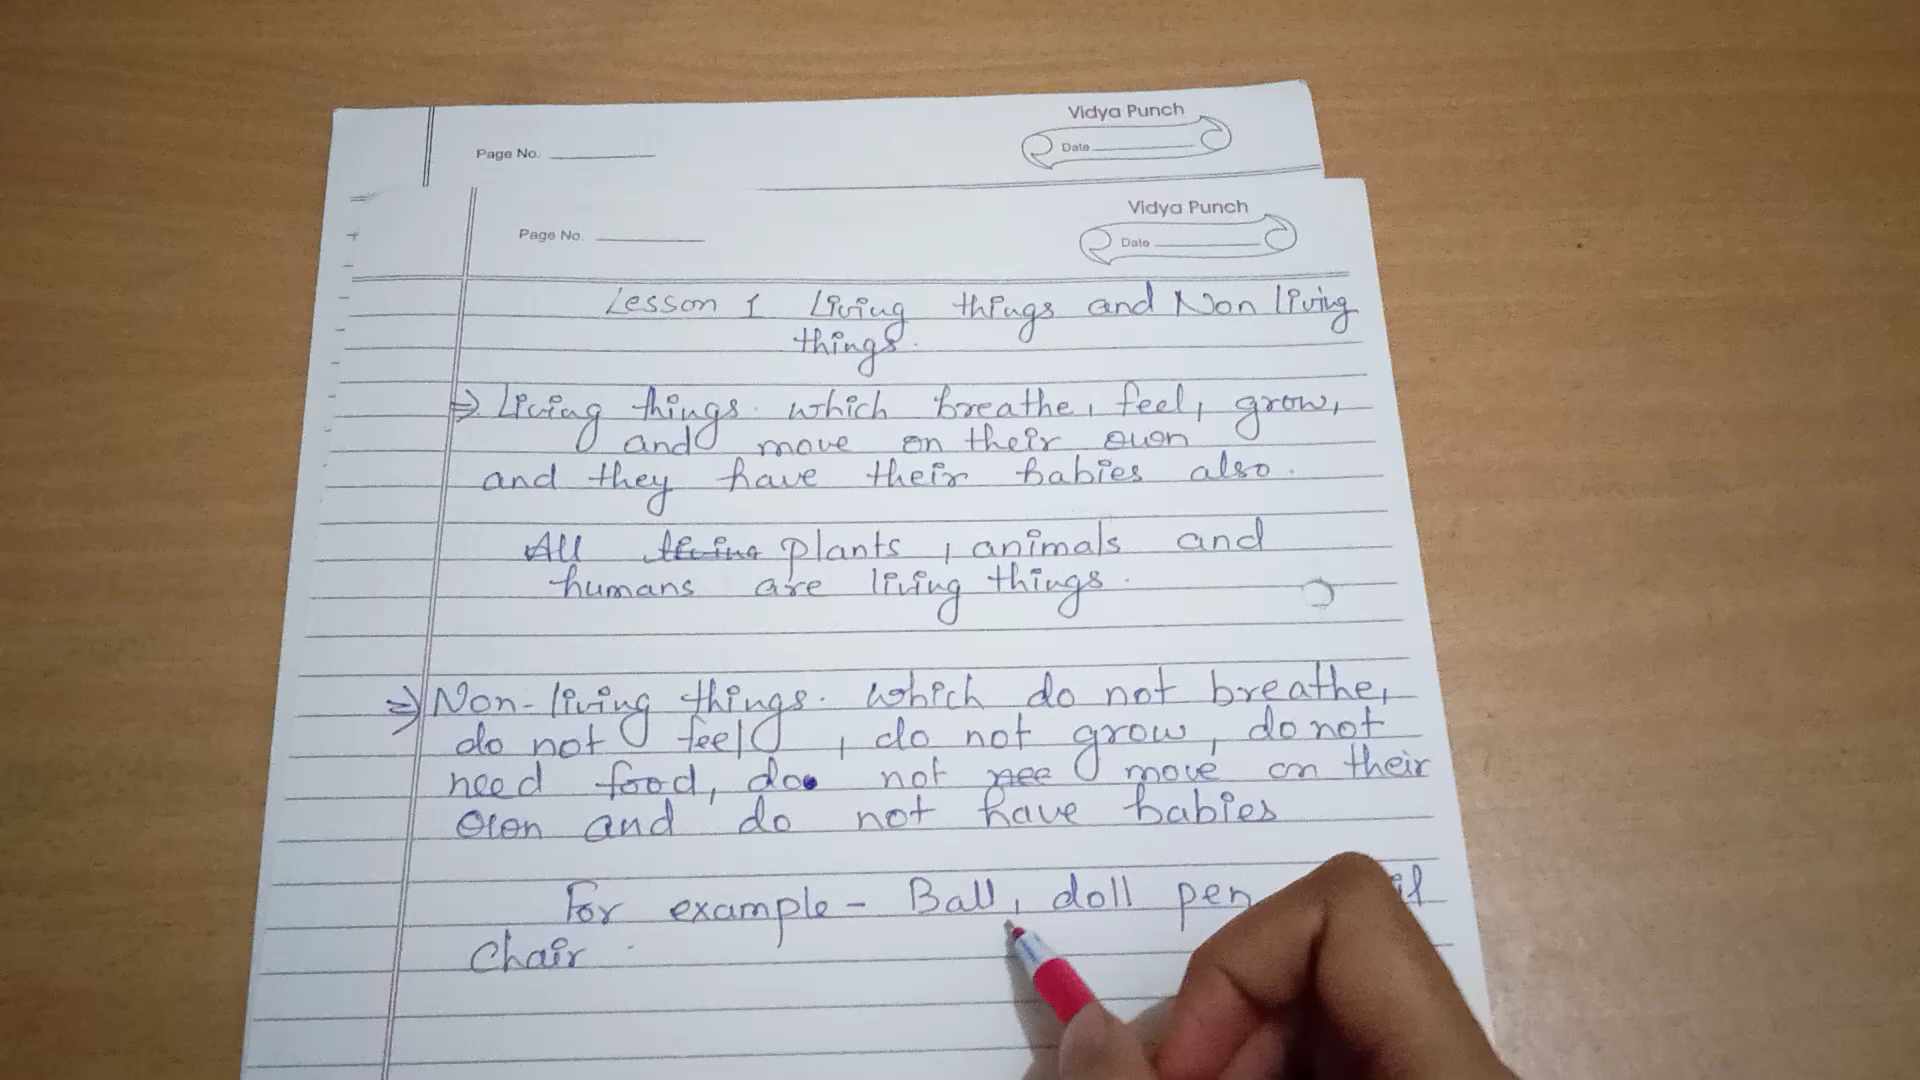 Vidya Punch
Page No.
Date
Vidya Punch
Page No.
Date
Lesson 1 Living things and Non living
things.
⇒ Living things. which breathe, feel, grow,
and move on their own
and they have their babies also.
All living plants, animals and
humans are living things.
⇒ Non-living things. which do not breathe,
do not feel, do not grow, do not
need food, do not nee move on their
own and do not have babies
For example - Ball, doll pen
chair.